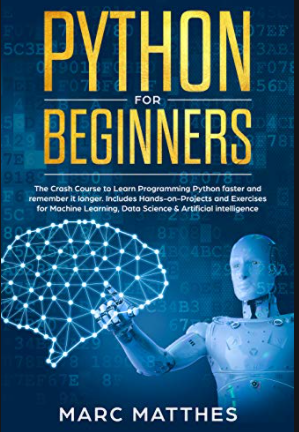 PYTHON
FOR
BEGINNERS
The Crash Course to Learn Programming Python faster and
remember it longer. Includes Hands-on-Projects and Exercises
for Machine Learning, Data Science & Artificial intelligence
MARC MATTHES